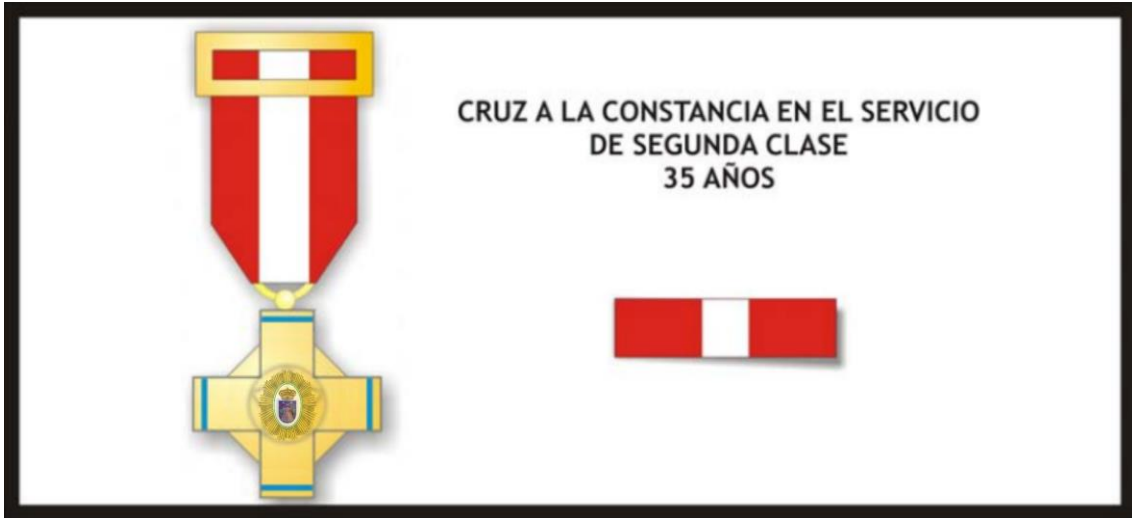 CRUZ A LA CONSTANCIA EN EL SERVICIO
DE SEGUNDA CLASE
35 AÑOS